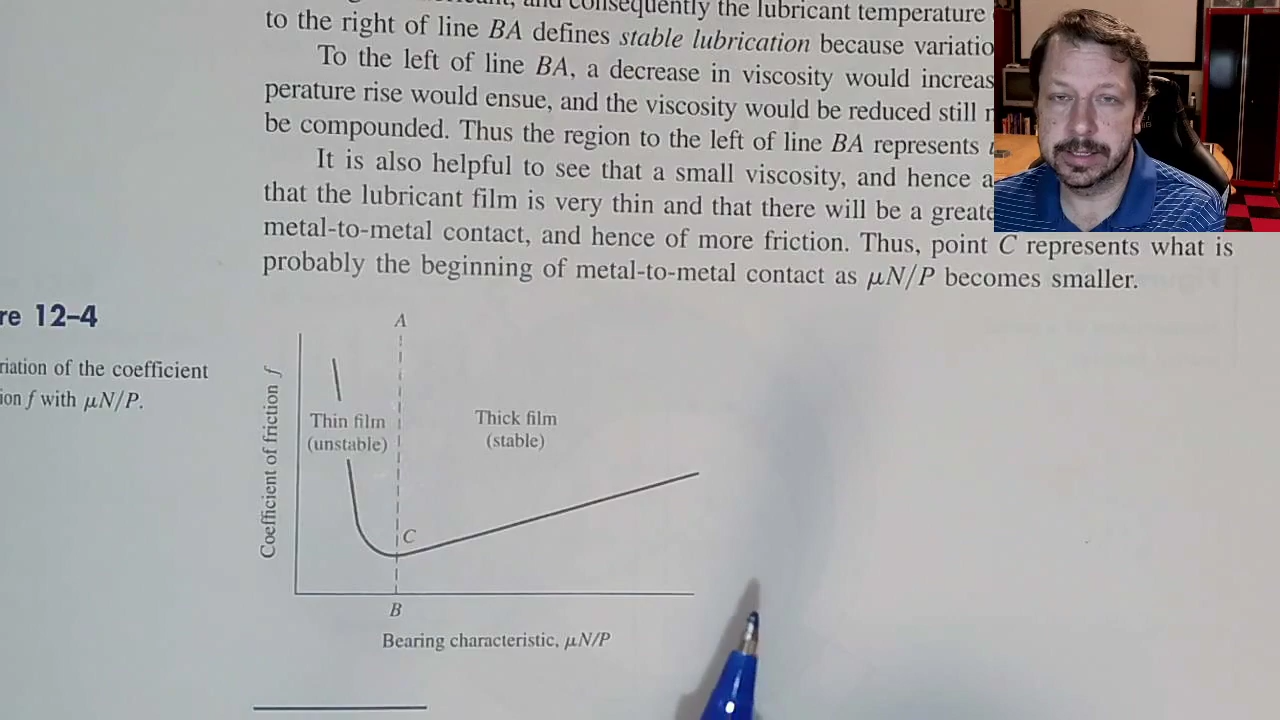 and consequently the lubricant temperature
to the right of line BA defines stable lubrication because variatio
To the left of line BA, a decrease in viscosity would increas
perature rise would ensue, and the viscosity would be reduced still
be compounded. Thus the region to the left of line BA represents
It is also helpful to see that a small viscosity, and hence a
that the lubricant film is very thin and that there will be a greate
metal-to-metal contact, and hence of more friction. Thus, point C represents what is
probably the beginning of metal-to-metal contact as μN/P becomes smaller.
re 12–4
riation of the coefficient
ion f with μN/P.
A
Coefficient of friction f
Thin film
(unstable)
Thick film
(stable)
C
B
Bearing characteristic, μN/P